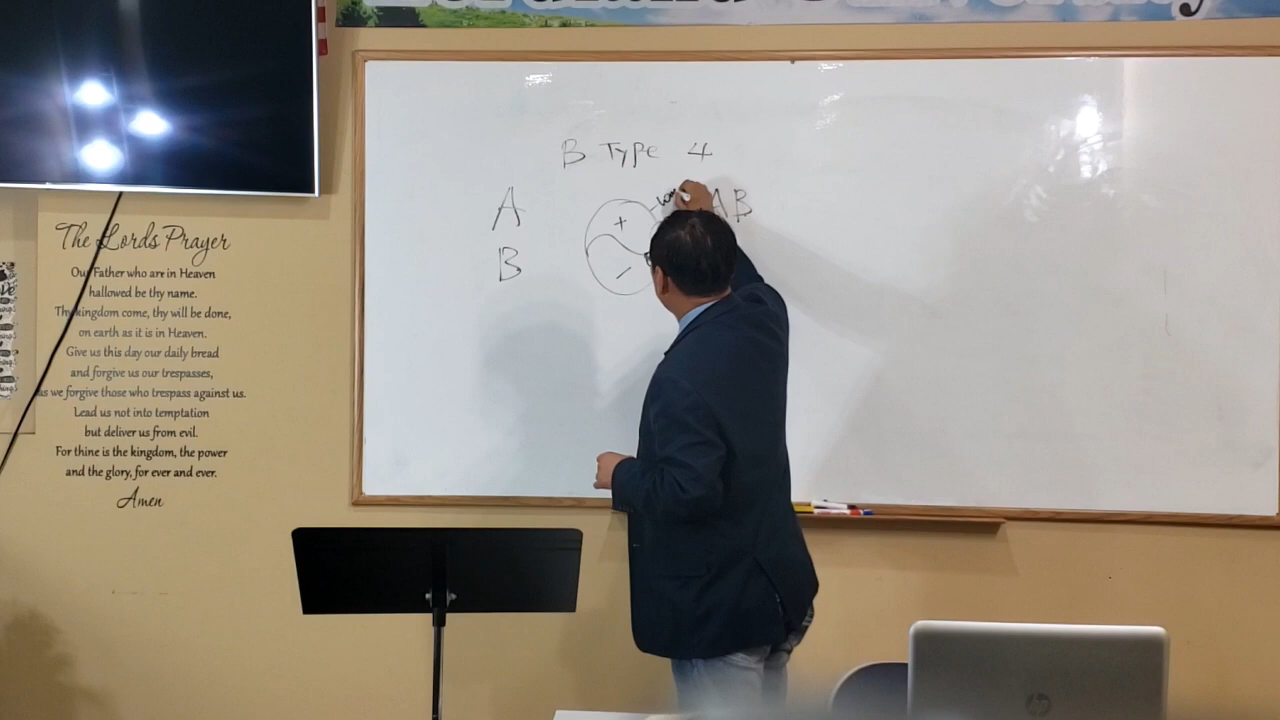 B Type 4
A
B
+
-
AB
The Lords Prayer
Our Father who are in Heaven
hallowed be thy name.
Thy kingdom come, thy will be done,
on earth as it is in Heaven.
Give us this day our daily bread
and forgive us our trespasses,
as we forgive those who trespass against us.
Lead us not into temptation
but deliver us from evil.
For thine is the kingdom, the power
and the glory, for ever and ever.
Amen
hp